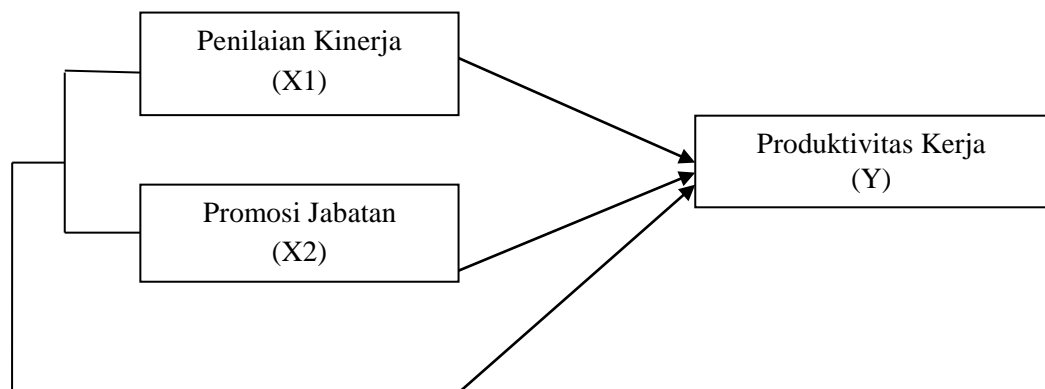 Penilaian Kinerja
(X1)
Promosi Jabatan
(X2)
Produktivitas Kerja
(Y)